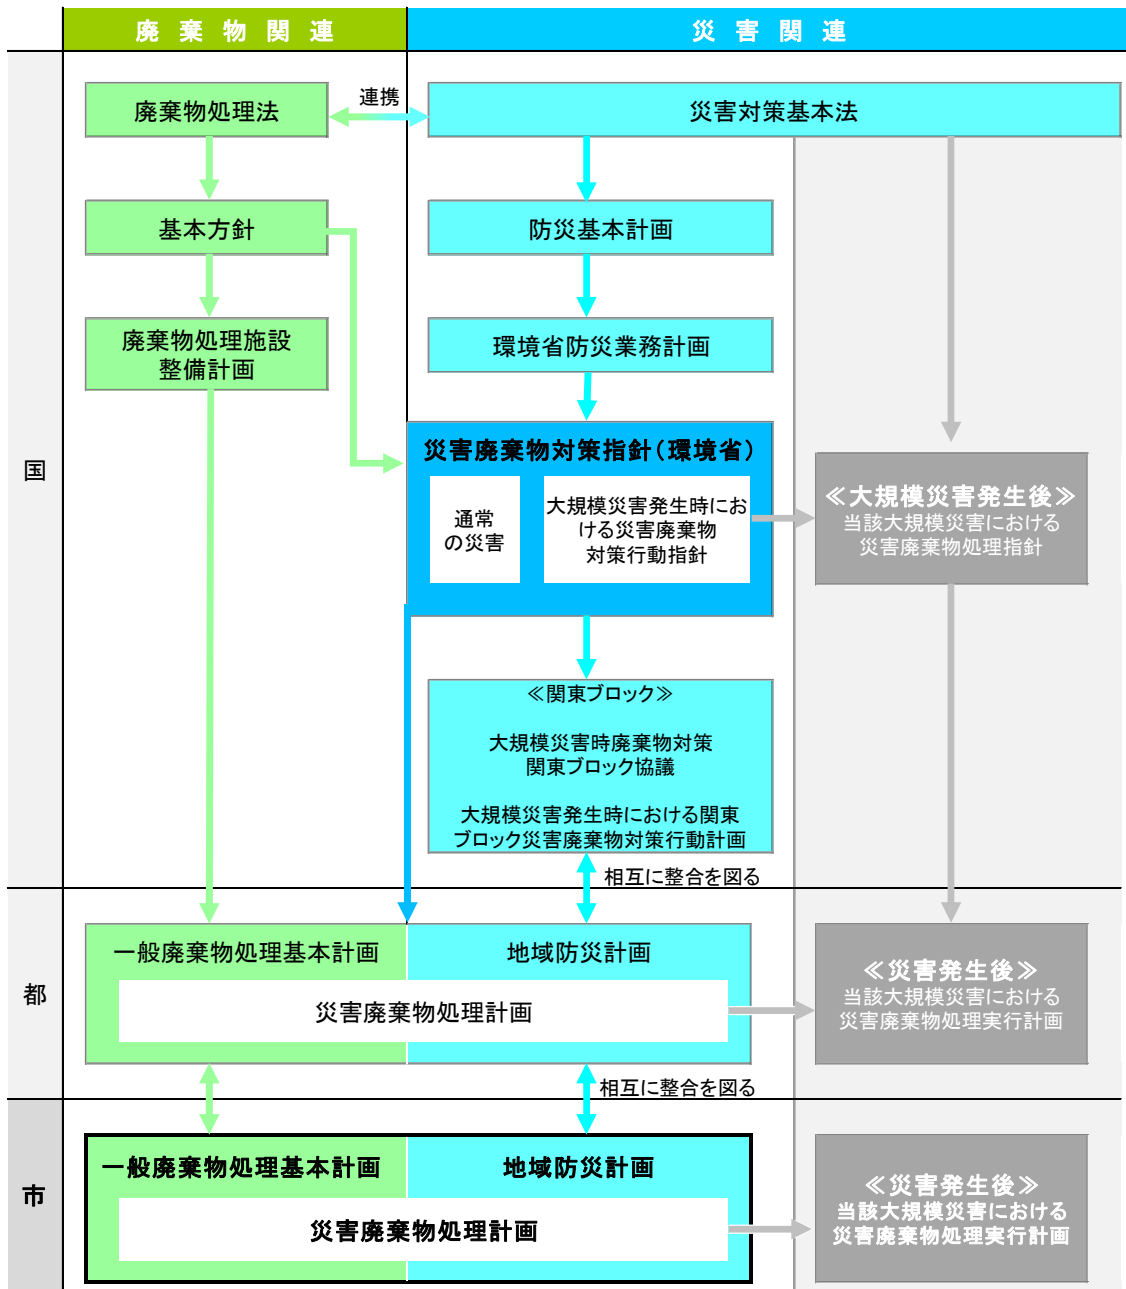 廃棄物関連
災害関連
国
廃棄物処理法
連携
災害対策基本法
基本方針
防災基本計画
廃棄物処理施設
整備計画
環境省防災業務計画
災害廃棄物対策指針（環境省）
通常
の災害
大規模災害発生時にお
ける災害廃棄物
対策行動指針
≪大規模災害発生後≫
当該大規模災害における
災害廃棄物処理指針
≪関東ブロック≫
大規模災害時廃棄物対策
関東ブロック協議
大規模災害発生時における関東
ブロック災害廃棄物対策行動計画
相互に整合を図る
都
一般廃棄物処理基本計画
地域防災計画
災害廃棄物処理計画
≪災害発生後≫
当該大規模災害における
災害廃棄物処理実行計画
相互に整合を図る
市
一般廃棄物処理基本計画
地域防災計画
災害廃棄物処理計画
≪災害発生後≫
当該大規模災害における
災害廃棄物処理実行計画